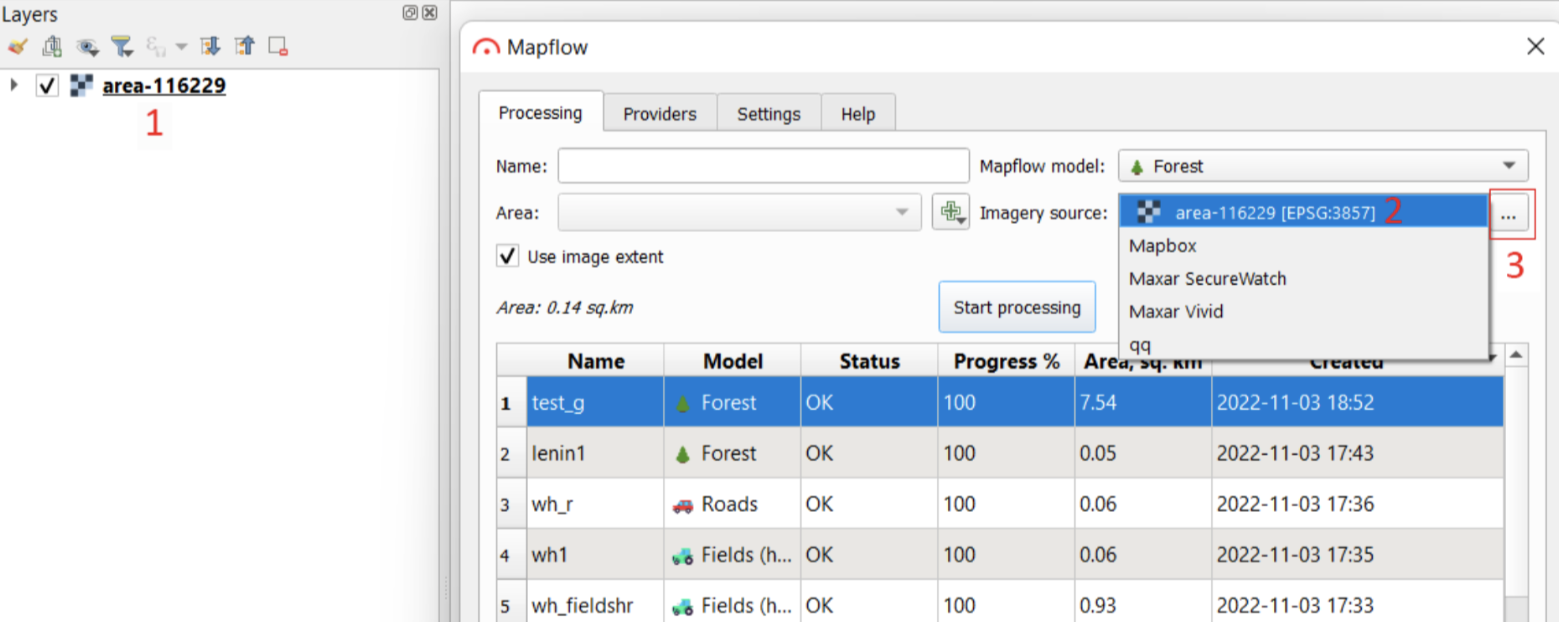 Layers
area-116229
1
Mapflow
Processing Providers Settings Help
Name: Mapflow model: Forest
Area: Imagery source: area-116229 [EPSG:3857] 2 ...
Mapbox
3
Use image extent
Maxar SecureWatch
Area: 0.14 sq.km
Start processing
Maxar Vivid
qq
Name Model Status Progress % Area, sq. km Created
1 test_g Forest OK 100 7.54 2022-11-03 18:52
2 lenin1 Forest OK 100 0.05 2022-11-03 17:43
3 wh_r Roads OK 100 0.06 2022-11-03 17:36
4 wh1 Fields (h... OK 100 0.06 2022-11-03 17:35
5 wh_fieldshr Fields (h... OK 100 0.93 2022-11-03 17:33